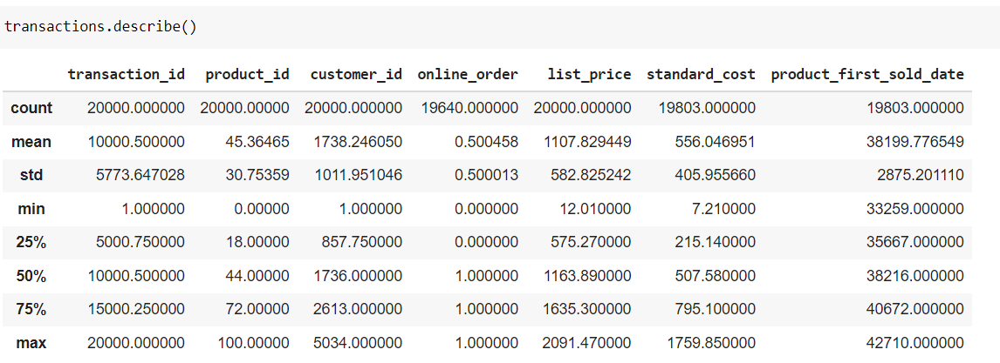 transactions.describe()
transaction_id product_id customer_id online_order list_price standard_cost product_first_sold_date
count 20000.000000 20000.00000 20000.000000 19640.000000 20000.000000 19803.000000 19803.000000
mean 10000.500000 45.36465 1738.246050 0.500458 1107.829449 556.046951 38199.776549
std 5773.647028 30.75359 1011.951046 0.500013 582.825242 405.955660 2875.201110
min 1.000000 0.00000 1.000000 0.000000 12.010000 7.210000 33259.000000
25% 5000.750000 18.00000 857.750000 0.000000 575.270000 215.140000 35667.000000
50% 10000.500000 44.00000 1736.000000 1.000000 1163.890000 507.580000 38216.000000
75% 15000.250000 72.00000 2613.000000 1.000000 1635.300000 795.100000 40672.000000
max 20000.000000 100.00000 5034.000000 1.000000 2091.470000 1759.850000 42710.000000